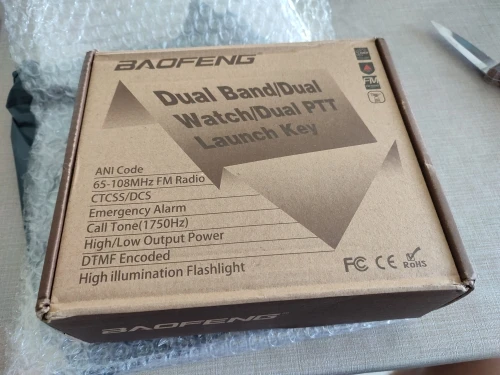 BAOFENG
Dual Band/Dual
Watch/Dual PTT
Launch Key
FM
ANI Code
65-108MHz FM Radio
CTCSS/DCS
Emergency Alarm
Call Tone(1750Hz)
High/Low Output Power
DTMF Encoded
High illumination Flashlight
FC CE RoHS
BAOFENG